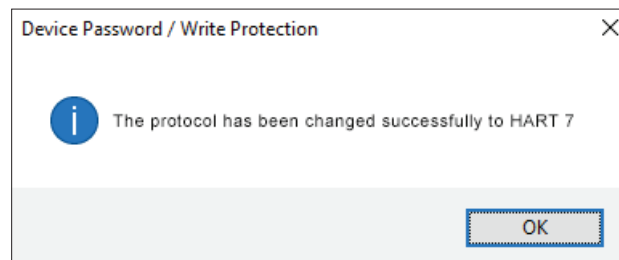 Device Password / Write Protection
The protocol has been changed successfully to HART 7
OK